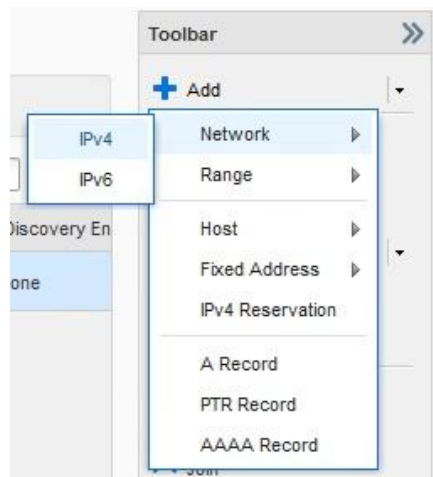 Toolbar
Add
IPv4
IPv6
Network
Range
Host
Fixed Address
IPv4 Reservation
A Record
PTR Record
AAAA Record
Discovery En
one
Join